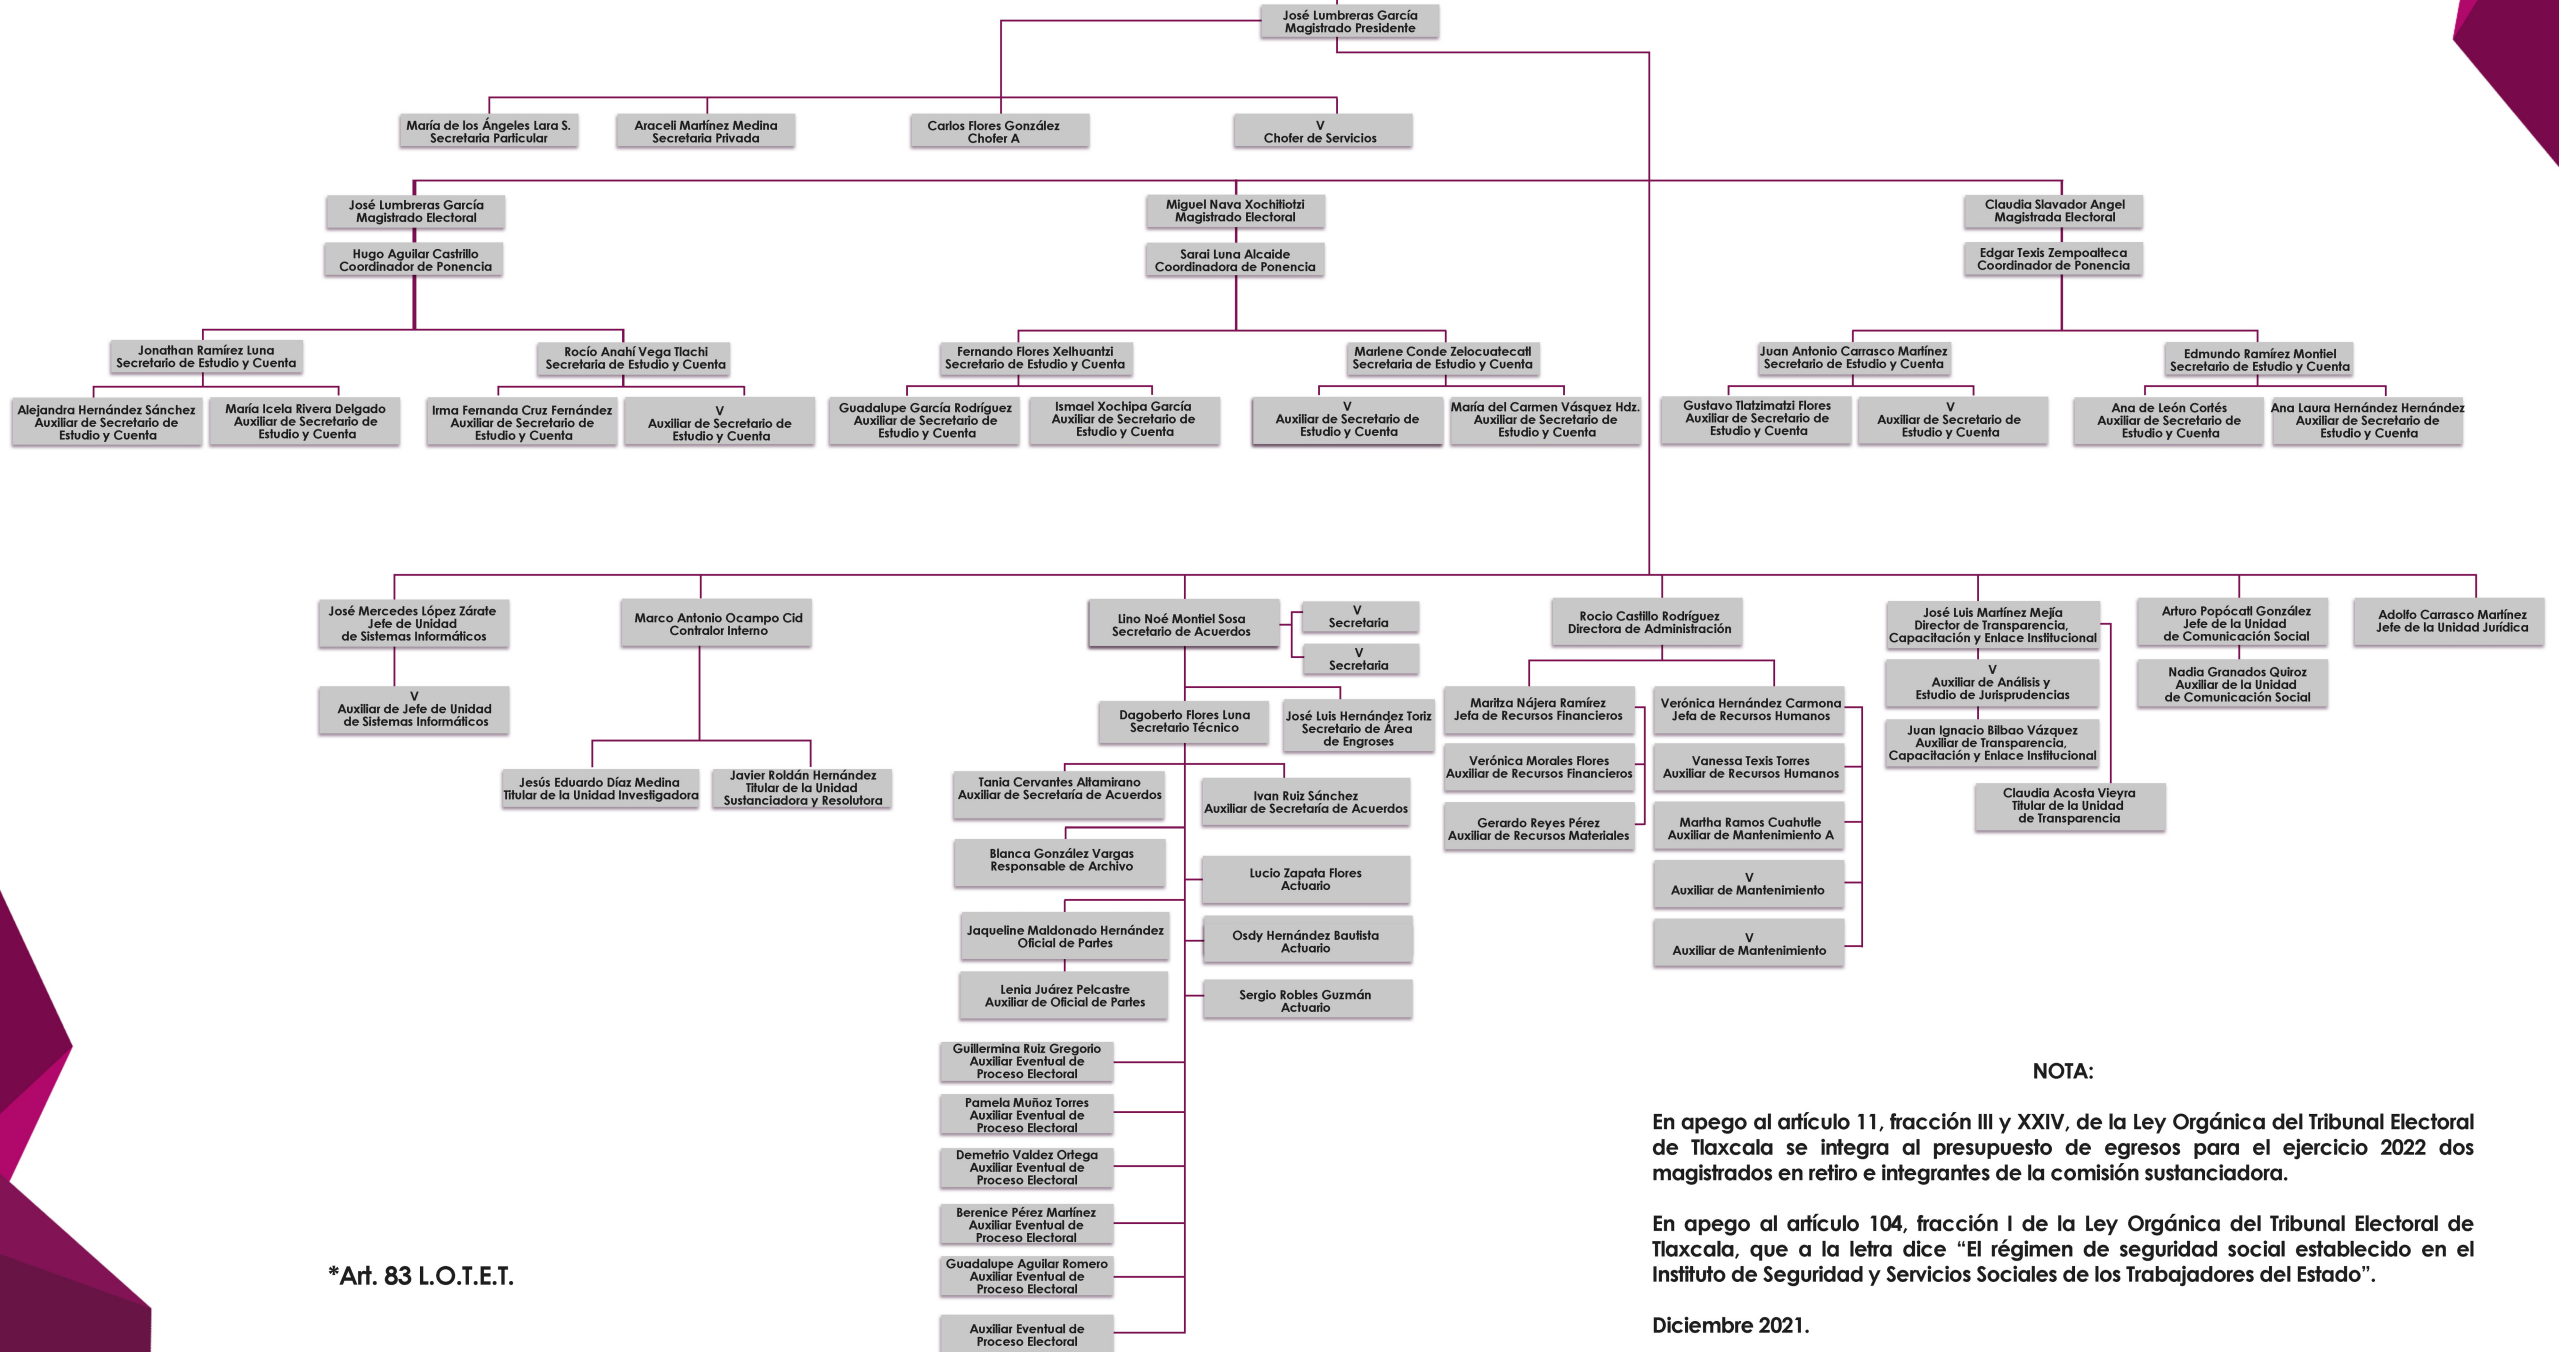 José Lumbreras García
Magistrado Presidente
María de los Ángeles Lara S.
Secretaria Particular
Araceli Martínez Medina
Secretaria Privada
Carlos Flores González
Chofer A
V
Chofer de Servicios
José Lumbreras García
Magistrado Electoral
Miguel Nava Xochitiotzi
Magistrado Electoral
Claudia Slavador Angel
Magistrada Electoral
Hugo Aguilar Castrillo
Coordinador de Ponencia
Sarai Luna Alcaide
Coordinadora de Ponencia
Edgar Texis Zempoalteca
Coordinador de Ponencia
Jonathan Ramírez Luna
Secretario de Estudio y Cuenta
Rocío Anahí Vega Tlachi
Secretaria de Estudio y Cuenta
Fernando Flores Xelhuantzi
Secretario de Estudio y Cuenta
Marlene Conde Zelocuatecatl
Secretaria de Estudio y Cuenta
Juan Antonio Carrasco Martínez
Secretario de Estudio y Cuenta
Edmundo Ramírez Montiel
Secretario de Estudio y Cuenta
Alejandra Hernández Sánchez
Auxiliar de Secretario de
Estudio y Cuenta
María Icela Rivera Delgado
Auxiliar de Secretario de
Estudio y Cuenta
Irma Fernanda Cruz Fernández
Auxiliar de Secretario de
Estudio y Cuenta
V
Auxiliar de Secretario de
Estudio y Cuenta
Guadalupe García Rodríguez
Auxiliar de Secretario de
Estudio y Cuenta
Ismael Xochipa García
Auxiliar de Secretario de
Estudio y Cuenta
V
Auxiliar de Secretario de
Estudio y Cuenta
María del Carmen Vásquez Hdz.
Auxiliar de Secretario de
Estudio y Cuenta
Gustavo Tlatzimatzi Flores
Auxiliar de Secretario de
Estudio y Cuenta
V
Auxiliar de Secretario de
Estudio y Cuenta
Ana de León Cortés
Auxiliar de Secretario de
Estudio y Cuenta
Ana Laura Hernández Hernández
Auxiliar de Secretario de
Estudio y Cuenta
José Mercedes López Zárate
Jefe de Unidad
de Sistemas Informáticos
V
Auxiliar de Jefe de Unidad
de Sistemas Informáticos
Marco Antonio Ocampo Cid
Contralor Interno
Jesús Eduardo Díaz Medina
Titular de la Unidad Investigadora
Javier Roldán Hernández
Titular de la Unidad
Sustanciadora y Resolutora
Lino Noé Montiel Sosa
Secretario de Acuerdos
V
Secretaria
V
Secretaria
Dagoberto Flores Luna
Secretario Técnico
José Luis Hernández Toriz
Secretario de Área
de Engroses
Tania Cervantes Altamirano
Auxiliar de Secretaría de Acuerdos
Ivan Ruiz Sánchez
Auxiliar de Secretaría de Acuerdos
Blanca González Vargas
Responsable de Archivo
Lucio Zapata Flores
Actuario
Jaqueline Maldonado Hernández
Oficial de Partes
Osdy Hernández Bautista
Actuario
Lenia Juárez Pelcastre
Auxiliar de Oficial de Partes
Sergio Robles Guzmán
Actuario
Guillermina Ruiz Gregorio
Auxiliar Eventual de
Proceso Electoral
Pamela Muñoz Torres
Auxiliar Eventual de
Proceso Electoral
Demetrio Valdez Ortega
Auxiliar Eventual de
Proceso Electoral
Berenice Pérez Martínez
Auxiliar Eventual de
Proceso Electoral
Guadalupe Aguilar Romero
Auxiliar Eventual de
Proceso Electoral
Auxiliar Eventual de
Proceso Electoral
Rocio Castillo Rodríguez
Directora de Administración
Maritza Nájera Ramírez
Jefa de Recursos Financieros
Verónica Morales Flores
Auxiliar de Recursos Financieros
Gerardo Reyes Pérez
Auxiliar de Recursos Materiales
Verónica Hernández Carmona
Jefa de Recursos Humanos
Vanessa Texis Torres
Auxiliar de Recursos Humanos
Martha Ramos Cuahutle
Auxiliar de Mantenimiento A
V
Auxiliar de Mantenimiento
V
Auxiliar de Mantenimiento
José Luis Martínez Mejía
Director de Transparencia,
Capacitación y Enlace Institucional
V
Auxiliar de Análisis y
Estudio de Jurisprudencias
Juan Ignacio Bilbao Vázquez
Auxiliar de Transparencia,
Capacitación y Enlace Institucional
Claudia Acosta Vieyra
Titular de la Unidad
de Transparencia
Arturo Popócatl González
Jefe de la Unidad
de Comunicación Social
Nadia Granados Quiroz
Auxiliar de la Unidad
de Comunicación Social
Adolfo Carrasco Martínez
Jefe de la Unidad Jurídica
NOTA:
En apego al artículo 11, fracción III y XXIV, de la Ley Orgánica del Tribunal Electoral
de Tlaxcala se integra al presupuesto de egresos para el ejercicio 2022 dos
magistrados en retiro e integrantes de la comisión sustanciadora.
En apego al artículo 104, fracción I de la Ley Orgánica del Tribunal Electoral de
Tlaxcala, que a la letra dice “El régimen de seguridad social establecido en el
Instituto de Seguridad y Servicios Sociales de los Trabajadores del Estado”.
Diciembre 2021.
*Art. 83 L.O.T.E.T.